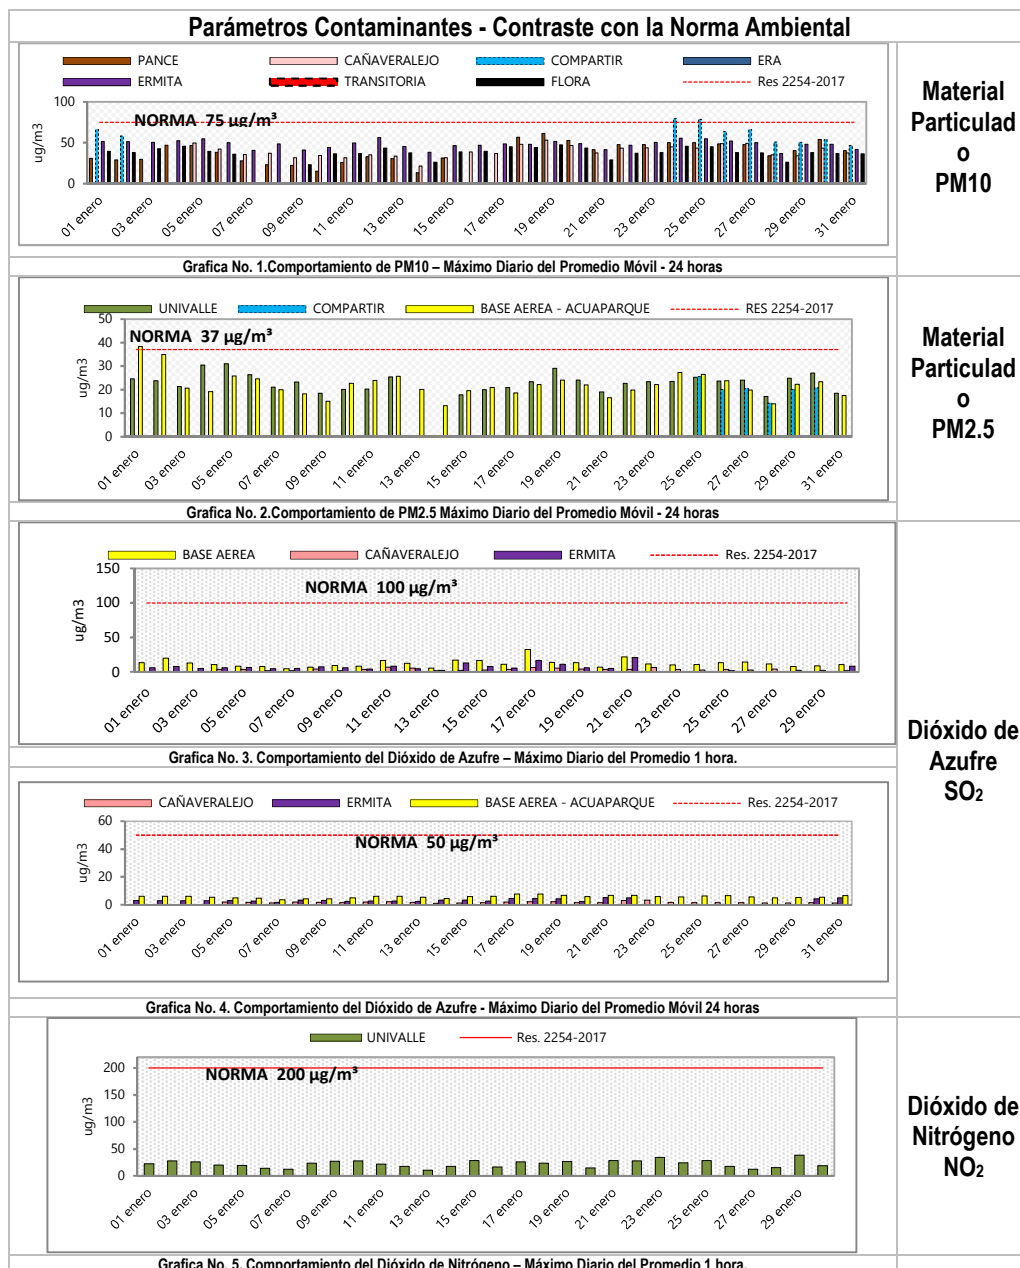 Parámetros Contaminantes - Contraste con la Norma Ambiental
PANCE CAÑAVERALEJO COMPARTIR ERA
ERMITA TRANSITORIA FLORA Res 2254-2017
NORMA 75 µg/m³
ug/m3
100
50
0
01 enero 03 enero 05 enero 07 enero 09 enero 11 enero 13 enero 15 enero 17 enero 19 enero 21 enero 23 enero 25 enero 27 enero 29 enero 31 enero
Grafica No. 1.Comportamiento de PM10 – Máximo Diario del Promedio Móvil - 24 horas
Material
Particulad
o
PM10
UNIVALLE COMPARTIR BASE AEREA - ACUAPARQUE RES 2254-2017
NORMA 37 µg/m³
ug/m3
50
40
30
20
10
0
01 enero 03 enero 05 enero 07 enero 09 enero 11 enero 13 enero 15 enero 17 enero 19 enero 21 enero 23 enero 25 enero 27 enero 29 enero 31 enero
Grafica No. 2.Comportamiento de PM2.5 Máximo Diario del Promedio Móvil - 24 horas
Material
Particulad
o
PM2.5
BASE AEREA CAÑAVERALEJO ERMITA Res. 2254-2017
NORMA 100 µg/m³
ug/m3
150
100
50
0
01 enero 03 enero 05 enero 07 enero 09 enero 11 enero 13 enero 15 enero 17 enero 19 enero 21 enero 23 enero 25 enero 27 enero 29 enero
Grafica No. 3. Comportamiento del Dióxido de Azufre – Máximo Diario del Promedio 1 hora.
Dióxido de
Azufre
SO2
CAÑAVERALEJO ERMITA BASE AEREA - ACUAPARQUE Res. 2254-2017
NORMA 50 µg/m³
ug/m3
60
40
20
0
01 enero 03 enero 05 enero 07 enero 09 enero 11 enero 13 enero 15 enero 17 enero 19 enero 21 enero 23 enero 25 enero 27 enero 29 enero 31 enero
Grafica No. 4. Comportamiento del Dióxido de Azufre - Máximo Diario del Promedio Móvil 24 horas
UNIVALLE Res. 2254-2017
NORMA 200 µg/m³
ug/m3
200
150
100
50
0
01 enero 03 enero 05 enero 07 enero 09 enero 11 enero 13 enero 15 enero 17 enero 19 enero 21 enero 23 enero 25 enero 27 enero 29 enero
Grafica No. 5. Comportamiento del Dióxido de Nitrógeno – Máximo Diario del Promedio 1 hora.
Dióxido de
Nitrógeno
NO2